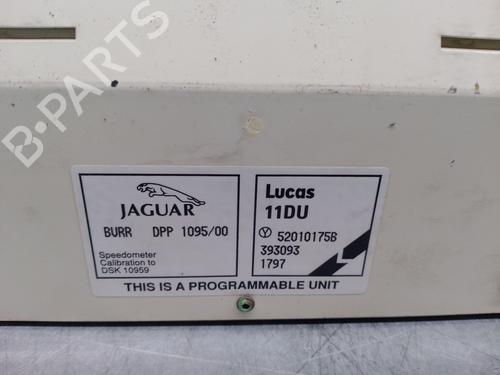 B-PARTS
JAGUAR
BURR DPP 1095/00
Speedometer
Calibration to
DSK 10959
Lucas
11DU
Y 52010175B
393093
1797
THIS IS A PROGRAMMABLE UNIT